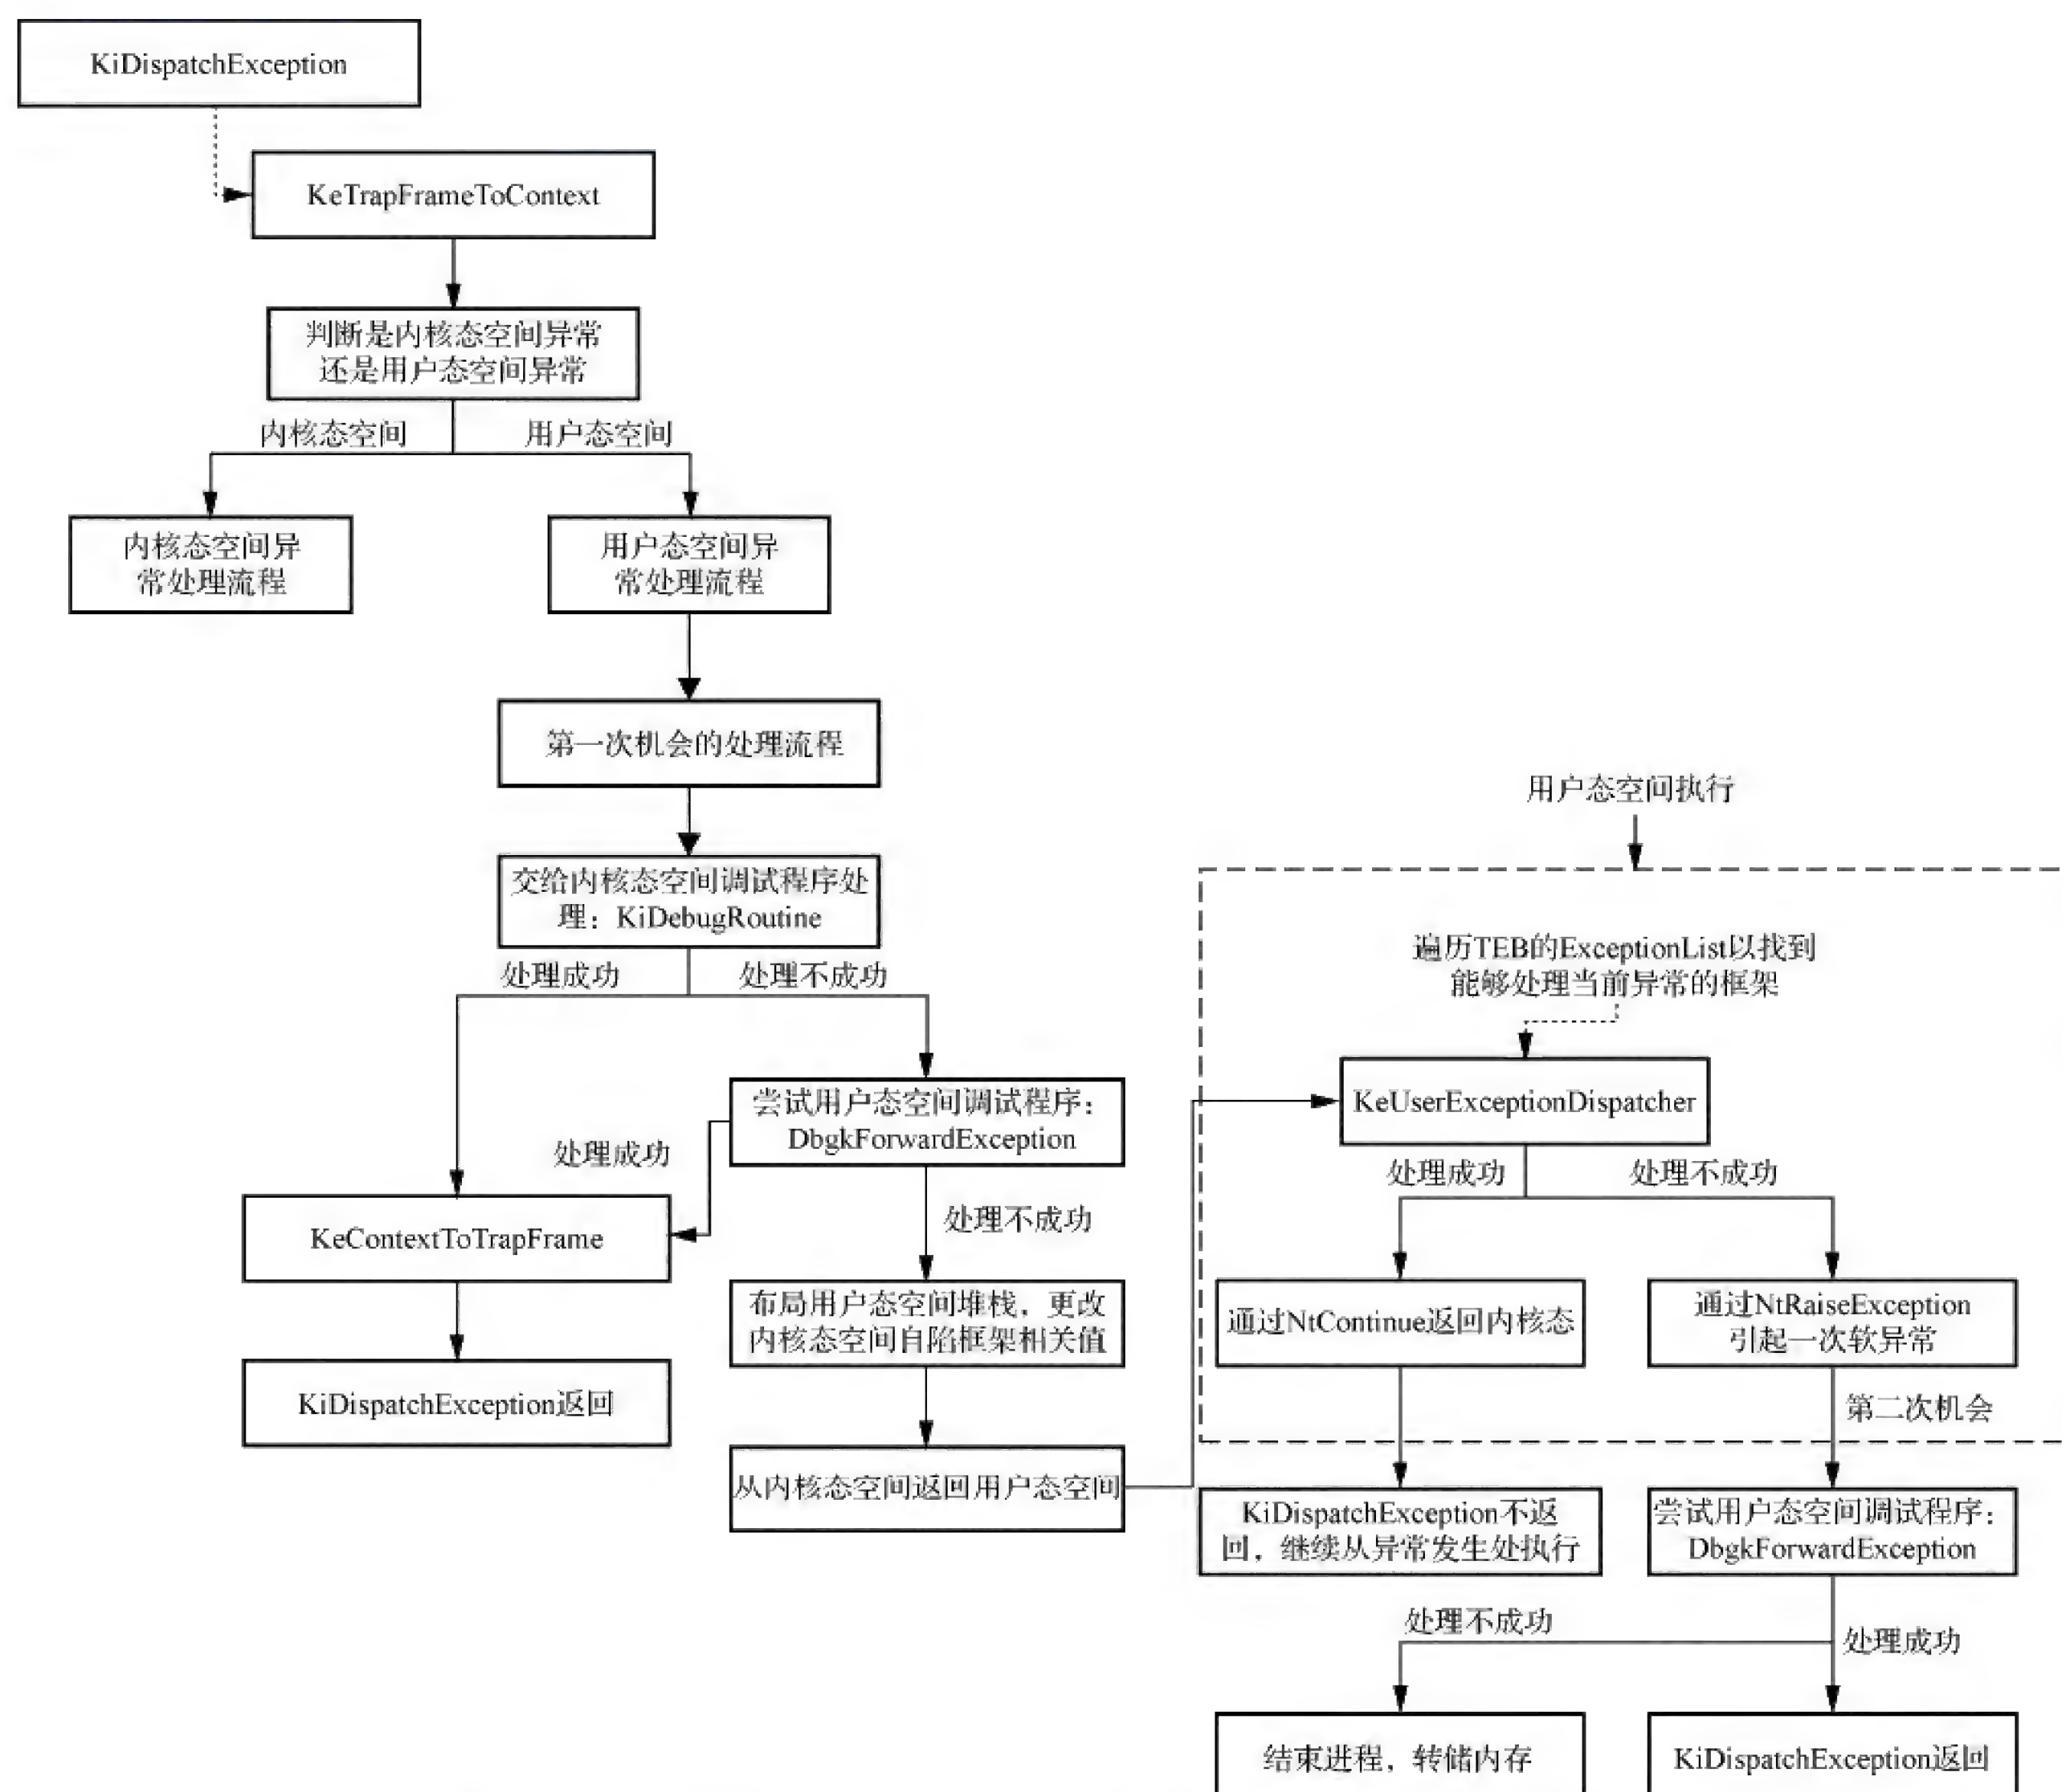 KiDispatchException
KeTrapFrameToContext
判断是内核态空间异常
还是用户态空间异常
内核态空间
用户态空间
内核态空间异
常处理流程
用户态空间异
常处理流程
第一次机会的处理流程
交给内核态空间调试程序处
理：KiDebugRoutine
处理成功
处理不成功
尝试用户态空间调试程序：
DbgkForwardException
处理成功
KeContextToTrapFrame
处理不成功
KiDispatchException返回
布局用户态空间堆栈，更改
内核态空间自陷框架相关值
从内核态空间返回用户态空间
用户态空间执行
遍历TEB的ExceptionList以找到
能够处理当前异常的框架
KeUserExceptionDispatcher
处理成功
处理不成功
通过NtContinue返回内核态
通过NtRaiseException
引起一次软异常
第二次机会
KiDispatchException不返
回，继续从异常发生处执行
尝试用户态空间调试程序：
DbgkForwardException
处理不成功
处理成功
结束进程，转储内存
KiDispatchException返回